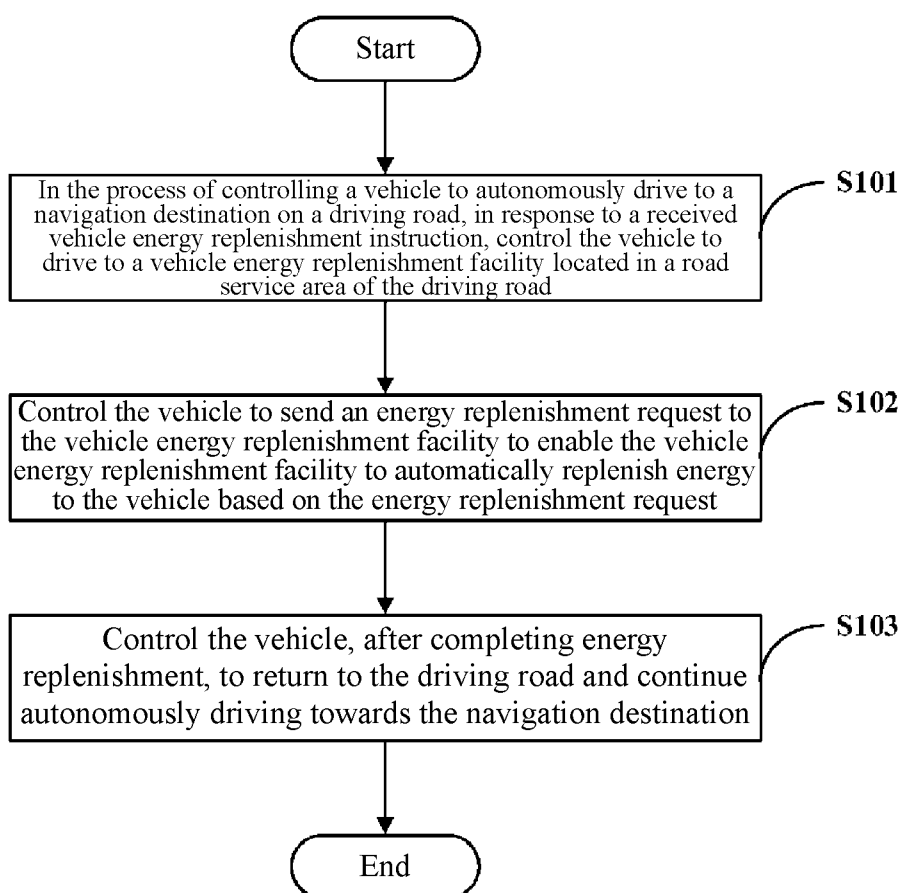 Start
In the process of controlling a vehicle to autonomously drive to a
navigation destination on a driving road, in response to a received
vehicle energy replenishment instruction, control the vehicle to
drive to a vehicle energy replenishment facility located in a road
service area of the driving road
S101
Control the vehicle to send an energy replenishment request to
the vehicle energy replenishment facility to enable the vehicle
energy replenishment facility to automatically replenish energy
to the vehicle based on the energy replenishment request
S102
Control the vehicle, after completing energy
replenishment, to return to the driving road and continue
autonomously driving towards the navigation destination
S103
End